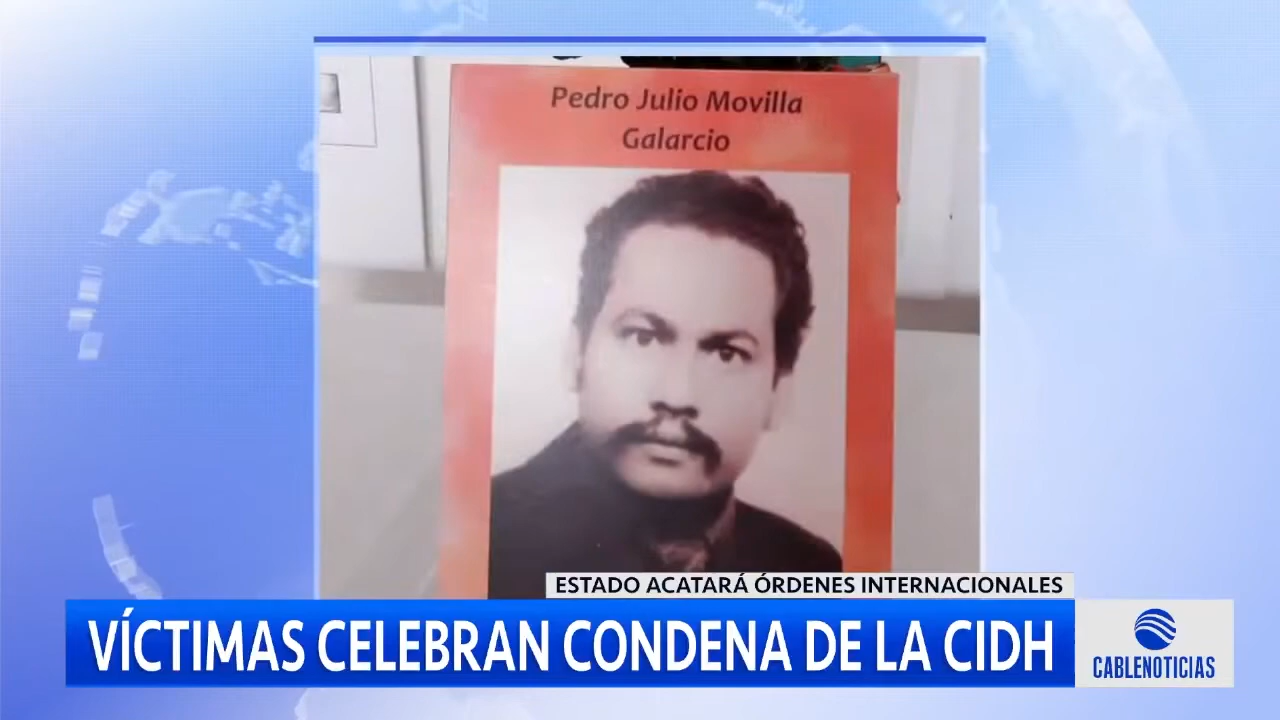 Pedro Julio Movilla
Galarcio
ESTADO ACATARÁ ÓRDENES INTERNACIONALES
VÍCTIMAS CELEBRAN CONDENA DE LA CIDH
CABLENOTICIAS